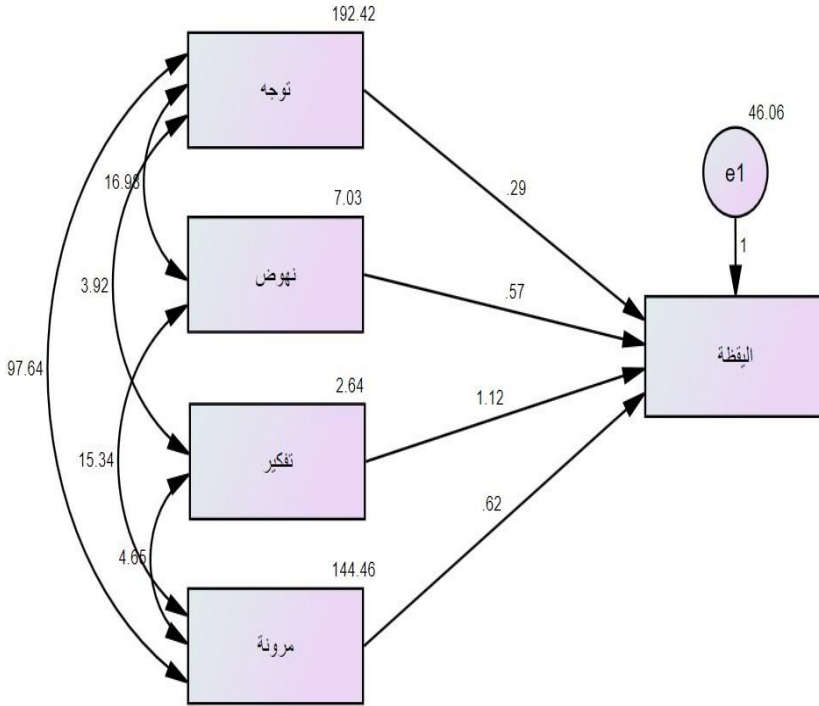 192.42
توجه
46.06
e1
16.98
.29
1
7.03
نهوض
3.92
.57
اليقظة
97.64
2.64
1.12
تفكير
15.34
.62
4.65
144.46
مرونة